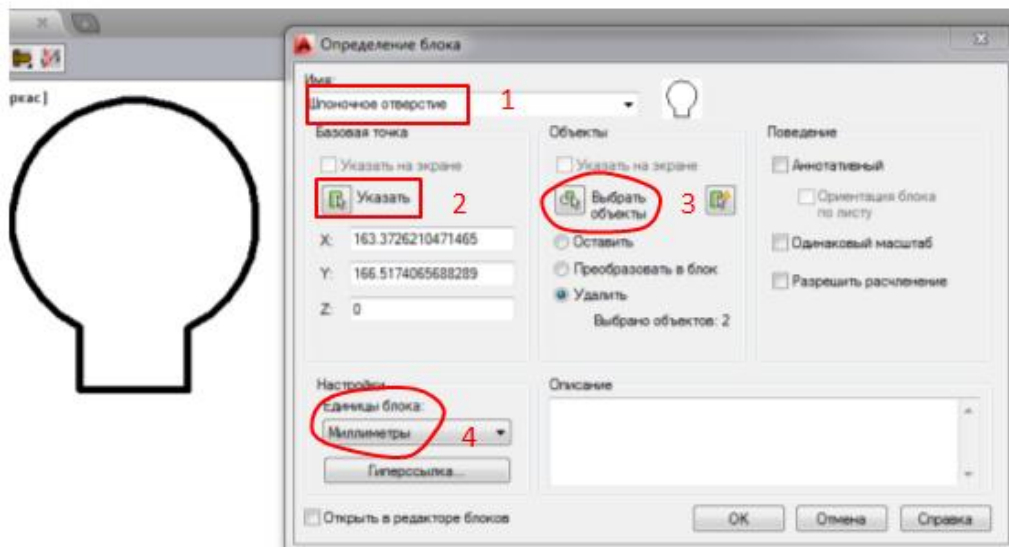 ркас]
Определение блока
Имя:
Шпоночное отверстие
1
Базовая точка
Указать на экране
Указать
2
X: 163.3726210471465
Y: 166.5174065688289
Z: 0
Объекты
Указать на экране
Выбрать
объекты
3
Оставить
Преобразовать в блок
Удалить
Выбрано объектов: 2
Поведение
Аннотативный
Ориентация блока
по листу
Одинаковый масштаб
Разрешить расчленение
Настройки
Единицы блока:
Миллиметры
4
Гиперссылка...
Описание
Открыть в редакторе блоков
OK
Отмена
Справка